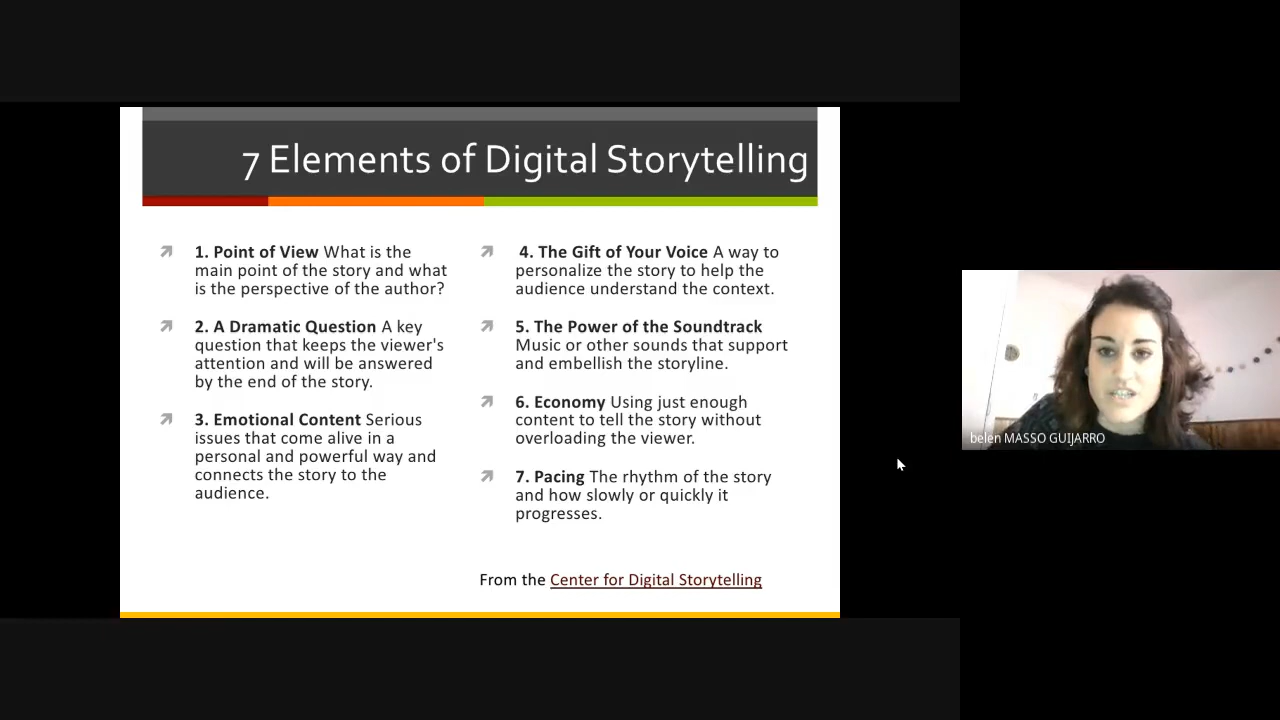 7 Elements of Digital Storytelling
1. Point of View What is the
main point of the story and what
is the perspective of the author?
2. A Dramatic Question A key
question that keeps the viewer's
attention and will be answered
by the end of the story.
3. Emotional Content Serious
issues that come alive in a
personal and powerful way and
connects the story to the
audience.
4. The Gift of Your Voice A way to
personalize the story to help the
audience understand the context.
5. The Power of the Soundtrack
Music or other sounds that support
and embellish the storyline.
6. Economy Using just enough
content to tell the story without
overloading the viewer.
7. Pacing The rhythm of the story
and how slowly or quickly it
progresses.
From the Center for Digital Storytelling
belen MASSO GUIJARRO